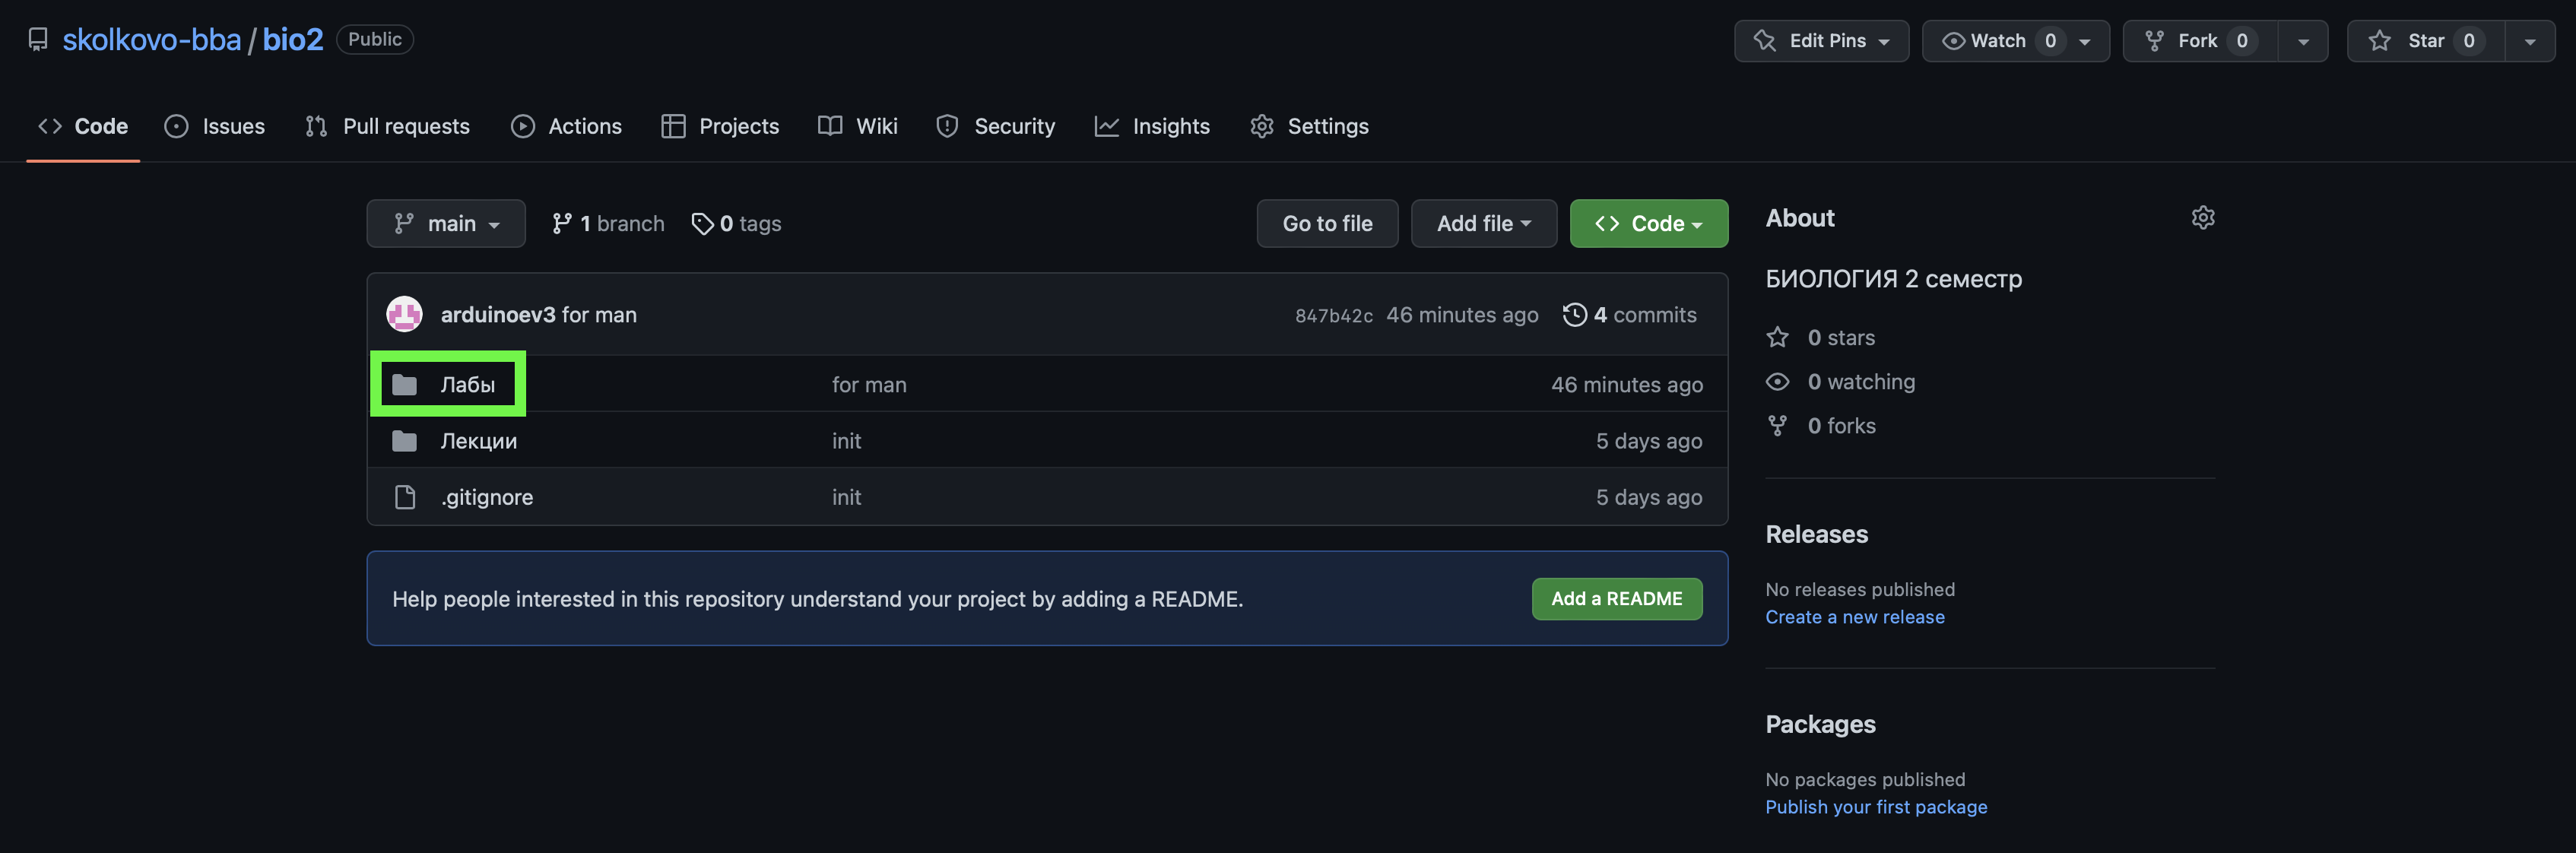 skolkovo-bba / bio2 Public
Edit Pins Watch 0 Fork 0 Star 0
Code Issues Pull requests Actions Projects Wiki Security Insights Settings
main 1 branch 0 tags
Go to file Add file Code
arduinoev3 for man 847b42c 46 minutes ago 4 commits
Лабы for man 46 minutes ago
Лекции init 5 days ago
.gitignore init 5 days ago
Help people interested in this repository understand your project by adding a README. Add a README
About
БИОЛОГИЯ 2 семестр
0 stars
0 watching
0 forks
Releases
No releases published
Create a new release
Packages
No packages published
Publish your first package